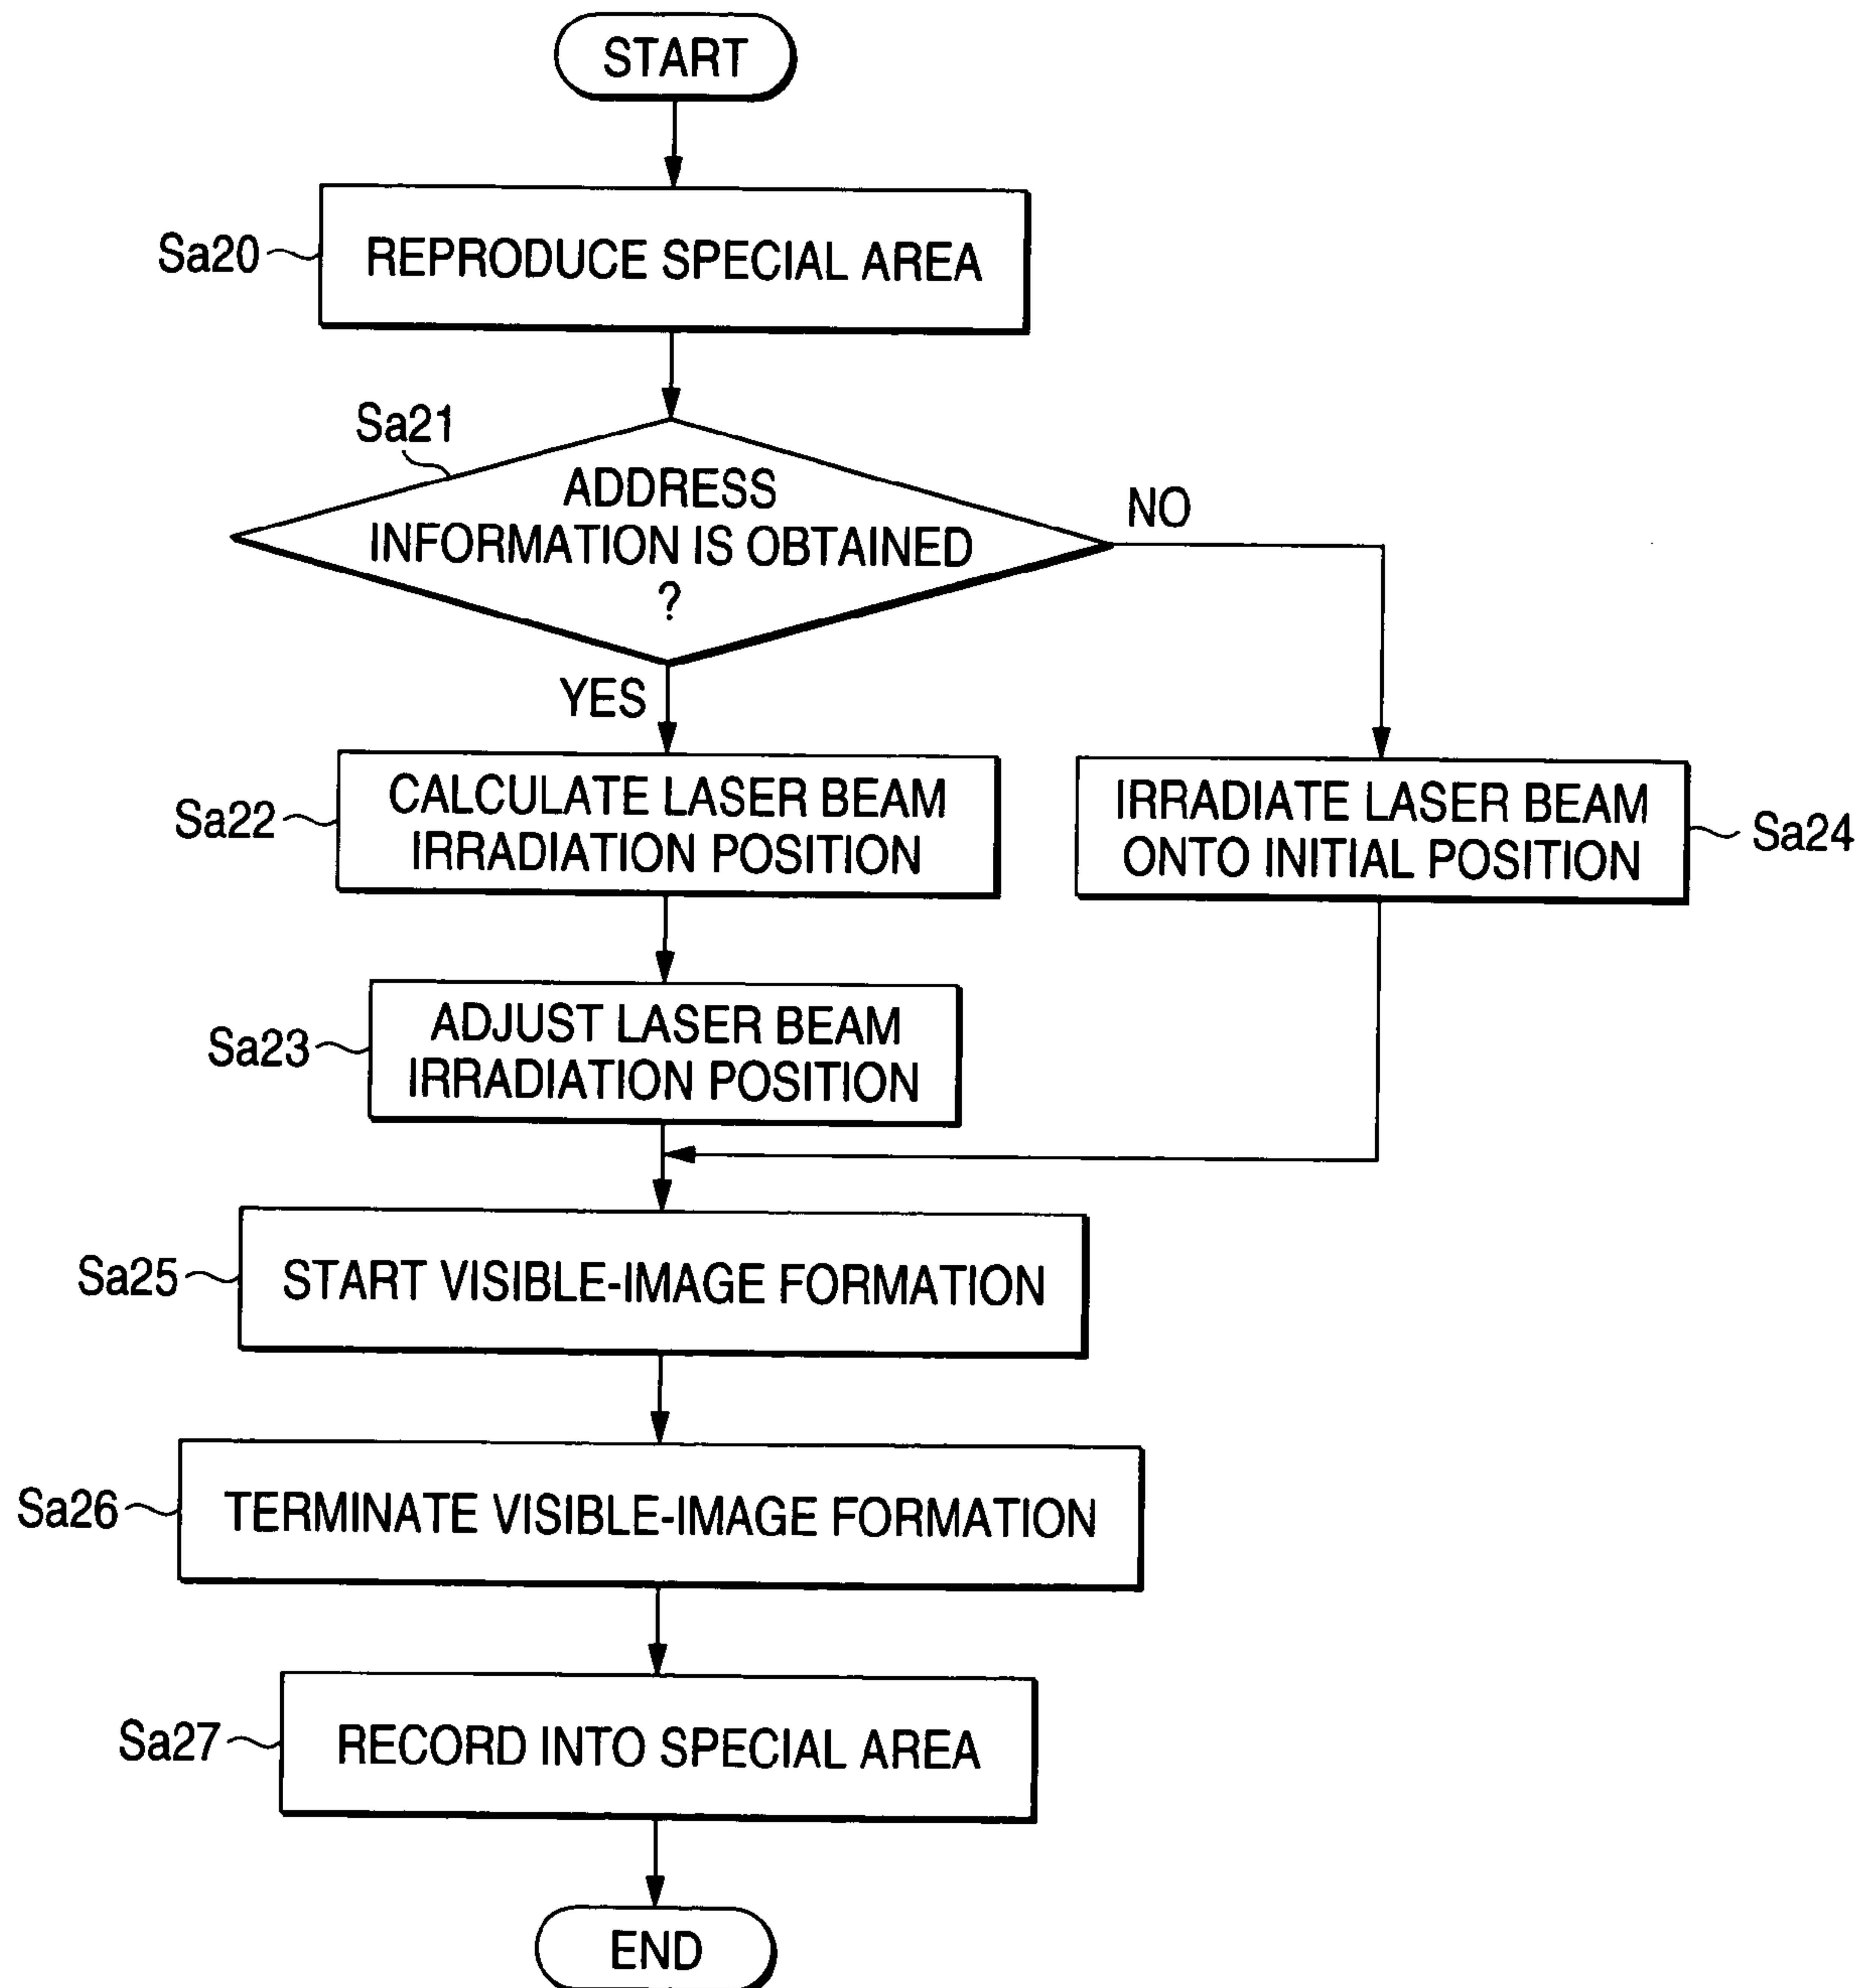 START
Sa20
REPRODUCE SPECIAL AREA
Sa21
ADDRESS
INFORMATION IS OBTAINED
?
NO
YES
Sa22
CALCULATE LASER BEAM
IRRADIATION POSITION
IRRADIATE LASER BEAM
ONTO INITIAL POSITION
Sa24
Sa23
ADJUST LASER BEAM
IRRADIATION POSITION
Sa25
START VISIBLE-IMAGE FORMATION
Sa26
TERMINATE VISIBLE-IMAGE FORMATION
Sa27
RECORD INTO SPECIAL AREA
END